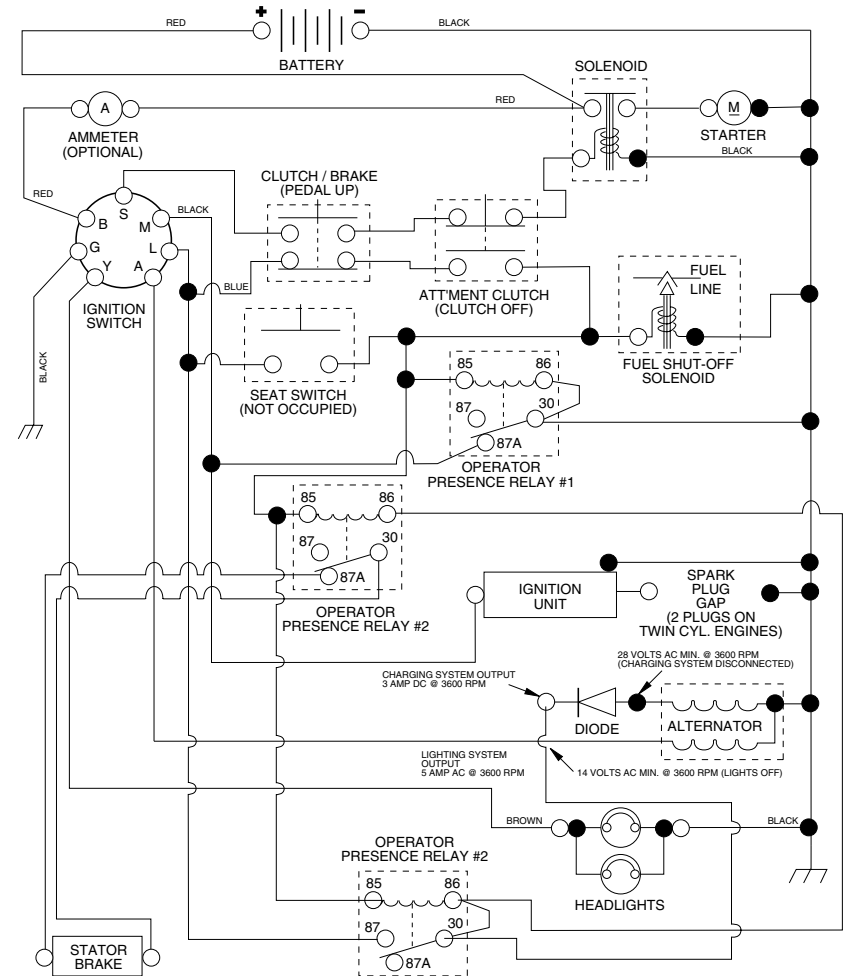 RED
+
-
BLACK
BATTERY
SOLENOID
RED
A
AMMETER
(OPTIONAL)
M
STARTER
BLACK
CLUTCH / BRAKE
(PEDAL UP)
RED
S
BLACK
B
M
G
L
Y
A
BLUE
IGNITION
SWITCH
ATT'MENT CLUTCH
(CLUTCH OFF)
FUEL
LINE
FUEL SHUT-OFF
SOLENOID
BLACK
SEAT SWITCH
(NOT OCCUPIED)
85
86
87
30
87A
OPERATOR
PRESENCE RELAY #1
85
86
87
30
87A
OPERATOR
PRESENCE RELAY #2
IGNITION
UNIT
SPARK
PLUG
GAP
(2 PLUGS ON
TWIN CYL. ENGINES)
28 VOLTS AC MIN. @ 3600 RPM
(CHARGING SYSTEM DISCONNECTED)
CHARGING SYSTEM OUTPUT
3 AMP DC @ 3600 RPM
DIODE
ALTERNATOR
LIGHTING SYSTEM
OUTPUT
5 AMP AC @ 3600 RPM
14 VOLTS AC MIN. @ 3600 RPM (LIGHTS OFF)
BROWN
BLACK
HEADLIGHTS
OPERATOR
PRESENCE RELAY #2
85
86
87
30
87A
STATOR
BRAKE